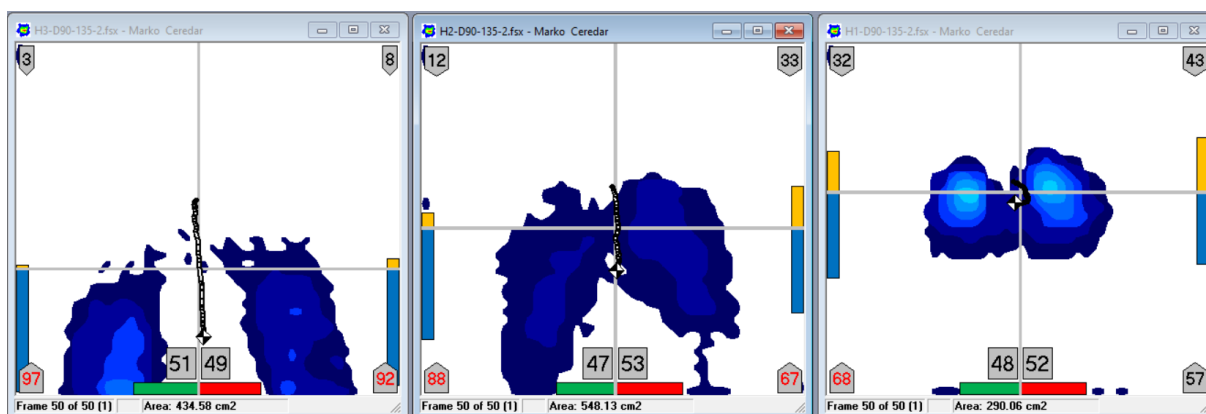 H3-D90-135-2.fsx - Marko Ceredar
3 8
51 49
97 92
Frame 50 of 50 (1) Area: 434.58 cm2
H2-D90-135-2.fsx - Marko Ceredar
12 33
47 53
88 67
Frame 50 of 50 (1) Area: 548.13 cm2
H1-D90-135-2.fsx - Marko Ceredar
32 43
48 52
68 57
Frame 50 of 50 (1) Area: 290.06 cm2